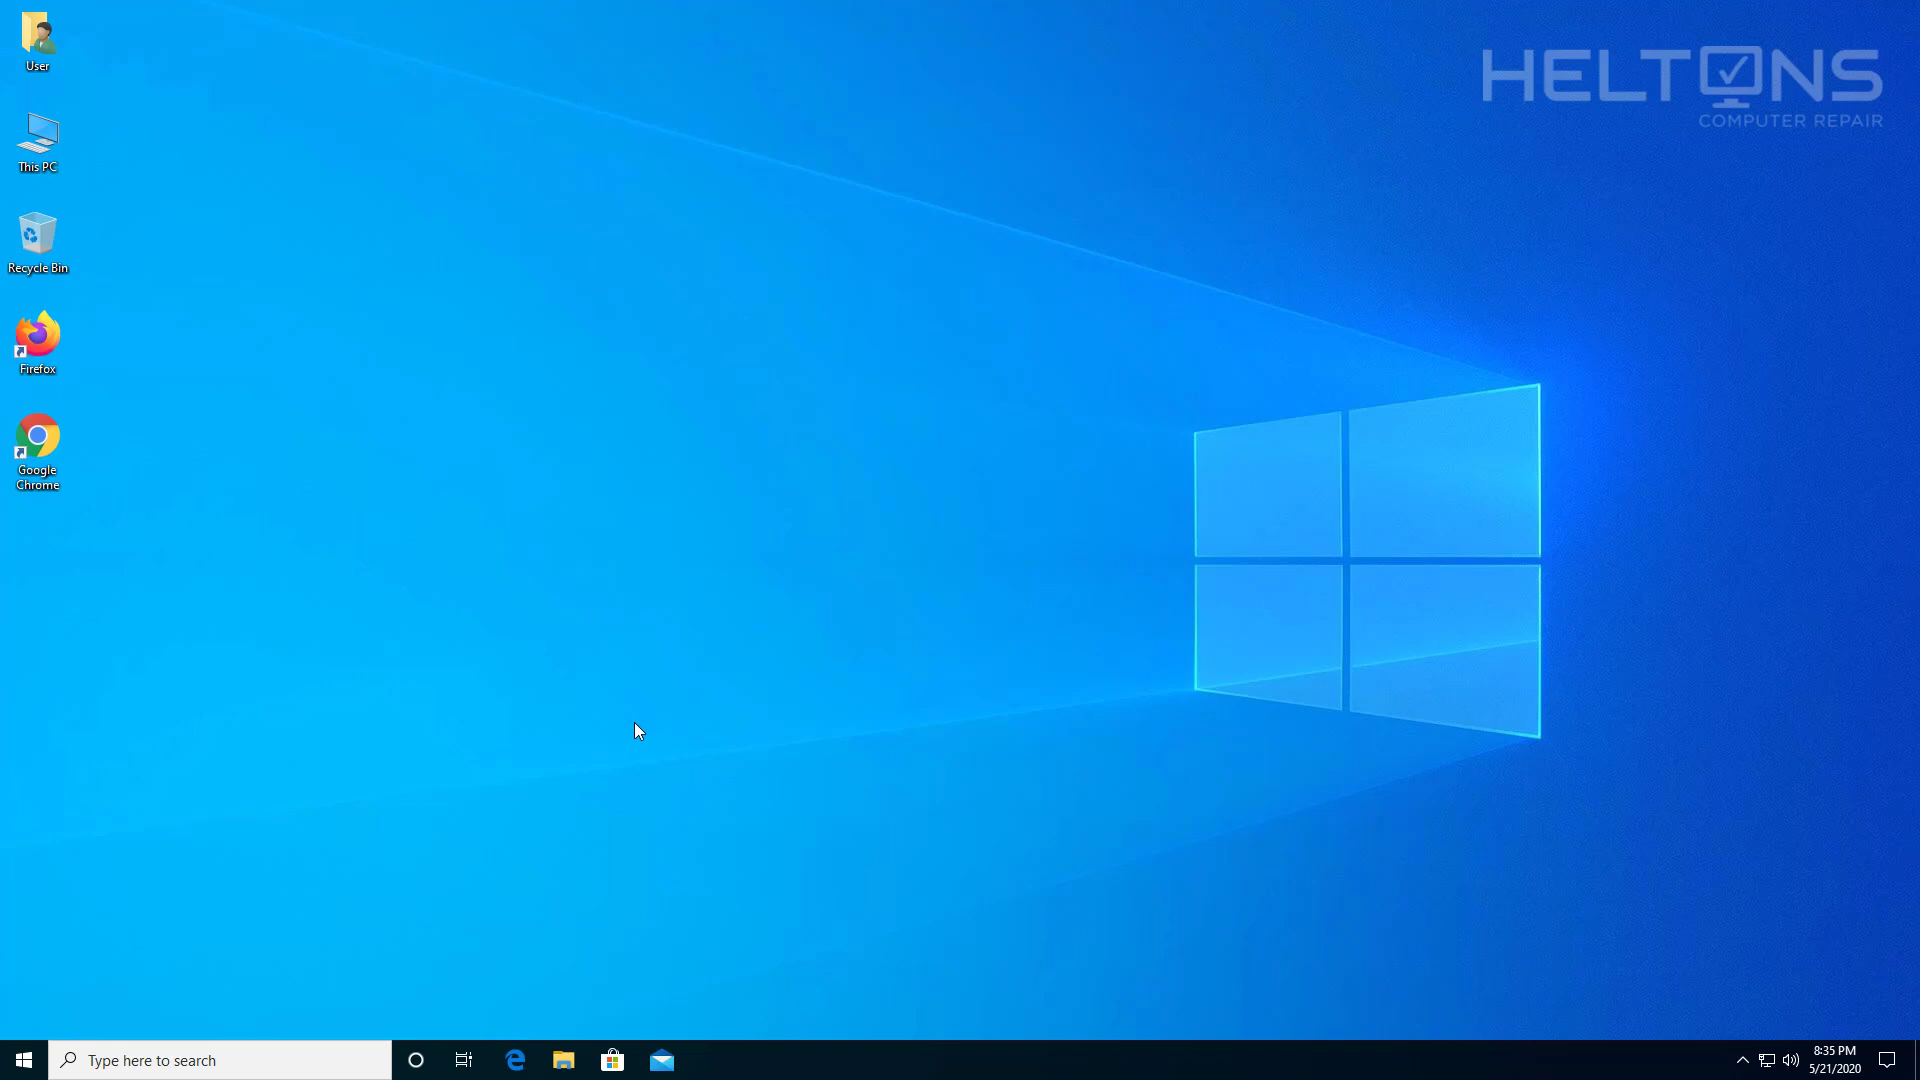 User
This PC
Recycle Bin
Firefox
Google
Chrome
HELTONS
COMPUTER REPAIR
Type here to search
8:35 PM
5/21/2020